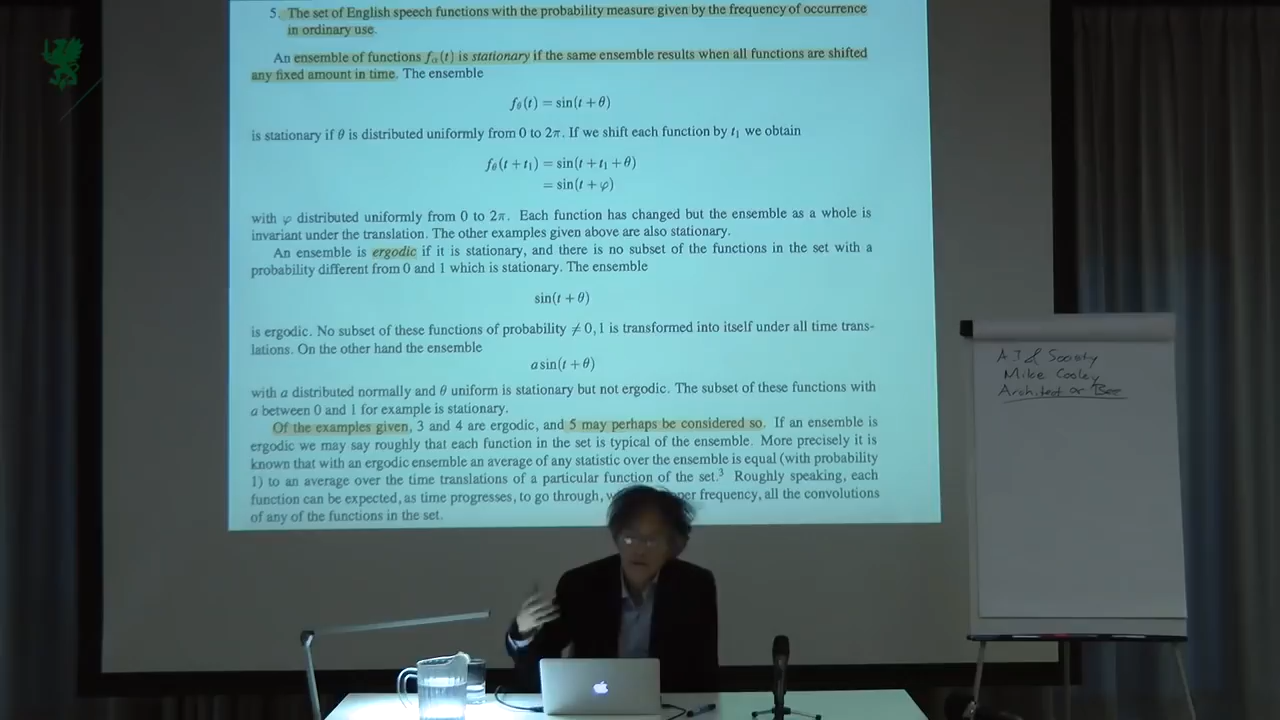 5. The set of English speech functions with the probability measure given by the frequency of occurrence
in ordinary use.
An ensemble of functions fα(t) is stationary if the same ensemble results when all functions are shifted
any fixed amount in time. The ensemble
fθ(t) = sin(t + θ)
is stationary if θ is distributed uniformly from 0 to 2π. If we shift each function by t₁ we obtain
fθ(t + t₁) = sin(t + t₁ + θ)
= sin(t + φ)
with φ distributed uniformly from 0 to 2π. Each function has changed but the ensemble as a whole is
invariant under the translation. The other examples given above are also stationary.
An ensemble is ergodic if it is stationary, and there is no subset of the functions in the set with a
probability different from 0 and 1 which is stationary. The ensemble
sin(t + θ)
is ergodic. No subset of these functions of probability ≠ 0, 1 is transformed into itself under all time trans-
lations. On the other hand the ensemble
a sin(t + θ)
with a distributed normally and θ uniform is stationary but not ergodic. The subset of these functions with
a between 0 and 1 for example is stationary.
Of the examples given, 3 and 4 are ergodic, and 5 may perhaps be considered so. If an ensemble is
ergodic we may say roughly that each function in the set is typical of the ensemble. More precisely it is
known that with an ergodic ensemble an average of any statistic over the ensemble is equal (with probability
1) to an average over the time translations of a particular function of the set.³ Roughly speaking, each
function can be expected, as time progresses, to go through, frequency, all the convolutions
of any of the functions in the set.
A I & Society
Mike Cooley
Architect or Bee